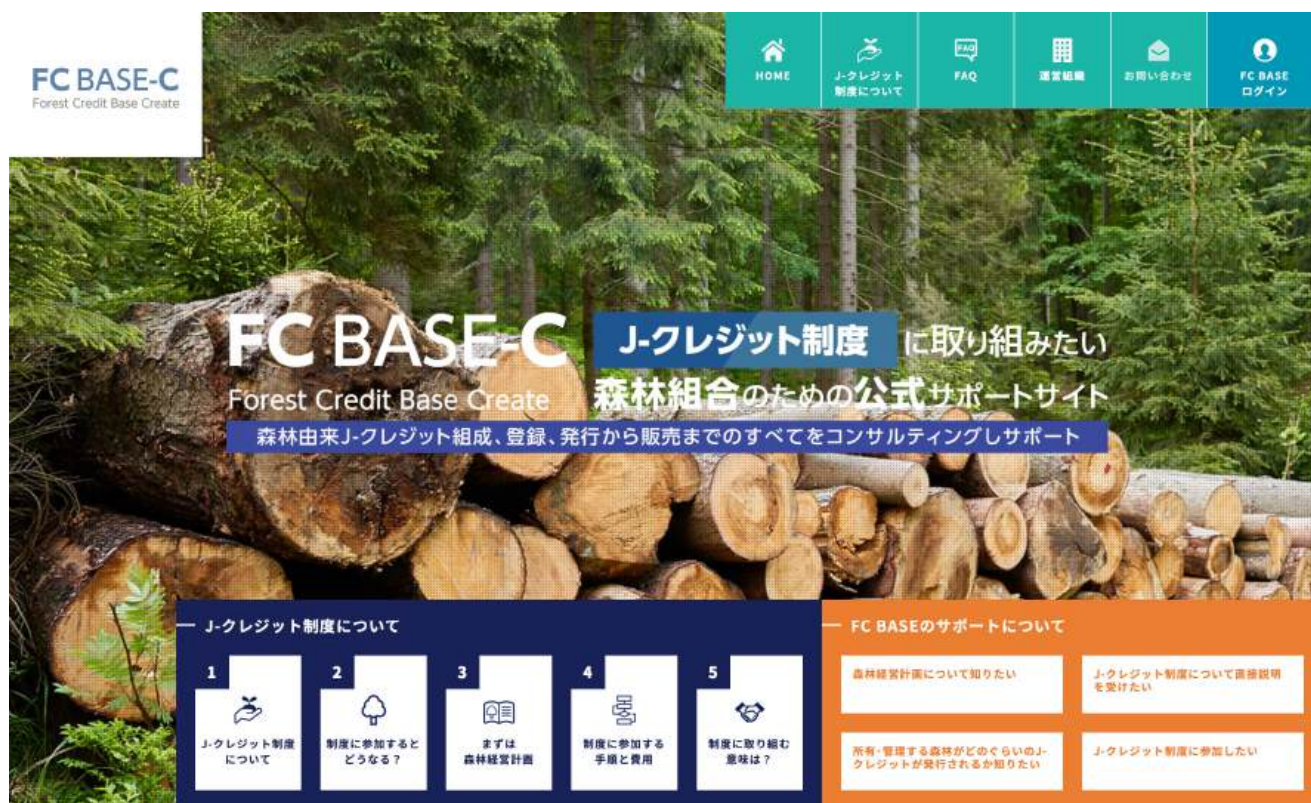 FC BASE-C
Forest Credit Base Create
HOME
J-クレジット
制度について
FAQ
FAQ
運営組織
お問い合わせ
FC BASE
ログイン
FC BASE-C
Forest Credit Base Create
J-クレジット制度 に取り組みたい
森林組合のための公式サポートサイト
森林由来J-クレジット組成、登録、発行から販売までのすべてをコンサルティングしサポート
J-クレジット制度について
1
J-クレジット制度
について
2
制度に参加すると
どうなる？
3
まずは
森林経営計画
4
制度に参加する
手順と費用
5
制度に取り組む
意味は？
FC BASEのサポートについて
森林経営計画について知りたい
J-クレジット制度について直接説明
を受けたい
所有・管理する森林がどのぐらいのJ-
クレジットが発行されるか知りたい
J-クレジット制度に参加したい